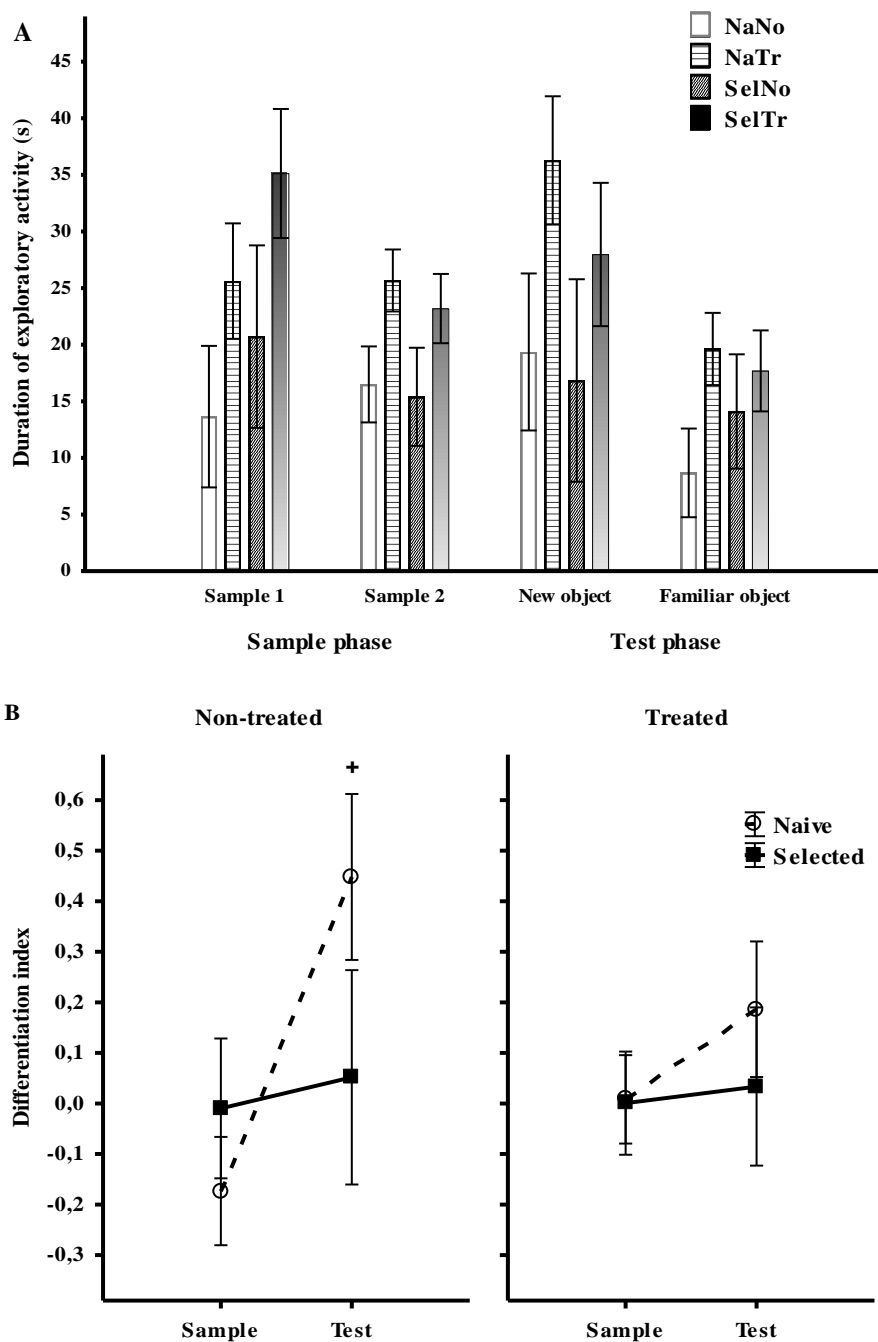 A
NaNo
NaTr
SelNo
SelTr
Duration of exploratory activity (s)
45
40
35
30
25
20
15
10
5
0
Sample 1 Sample 2 New object Familiar object
Sample phase Test phase
B
Non-treated Treated
+
Naive
Selected
Differentiation index
0,6
0,5
0,4
0,3
0,2
0,1
0,0
-0,1
-0,2
-0,3
Sample Test Sample Test